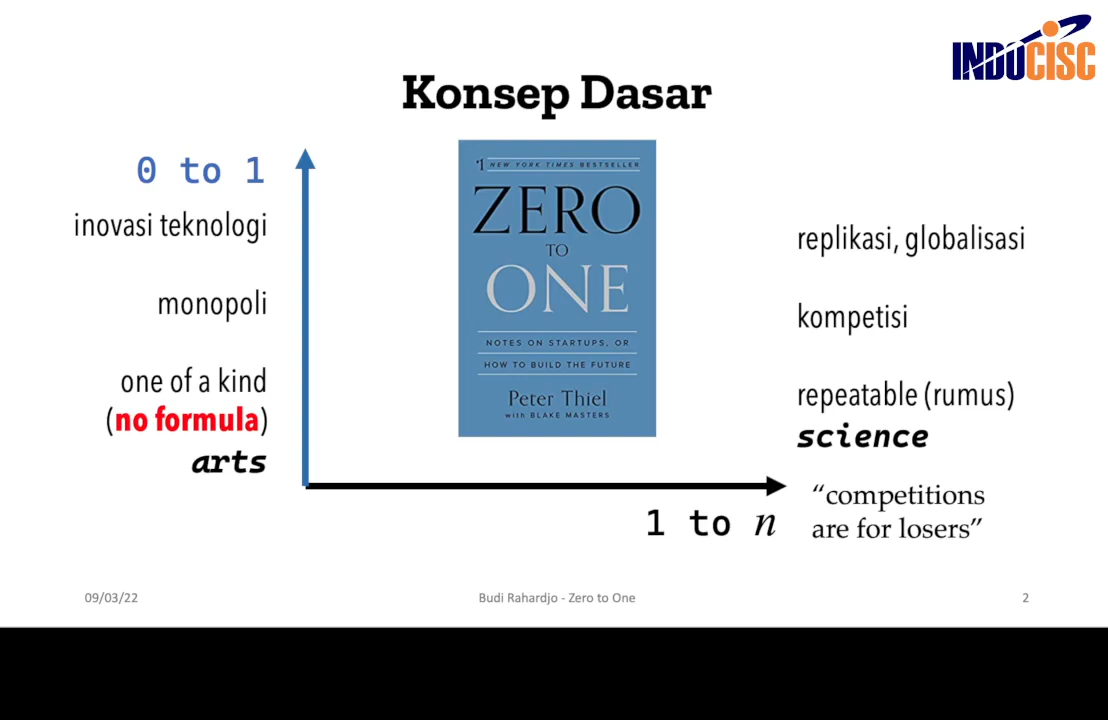 INDOCISC
Konsep Dasar
0 to 1
inovasi teknologi
monopoli
one of a kind
(no formula)
arts
#1 NEW YORK TIMES BESTSELLER
ZERO
TO
ONE
NOTES ON STARTUPS, OR
HOW TO BUILD THE FUTURE
Peter Thiel
with BLAKE MASTERS
replikasi, globalisasi
kompetisi
repeatable (rumus)
science
1 to n
“competitions
are for losers”
09/03/22
Budi Rahardjo - Zero to One
2